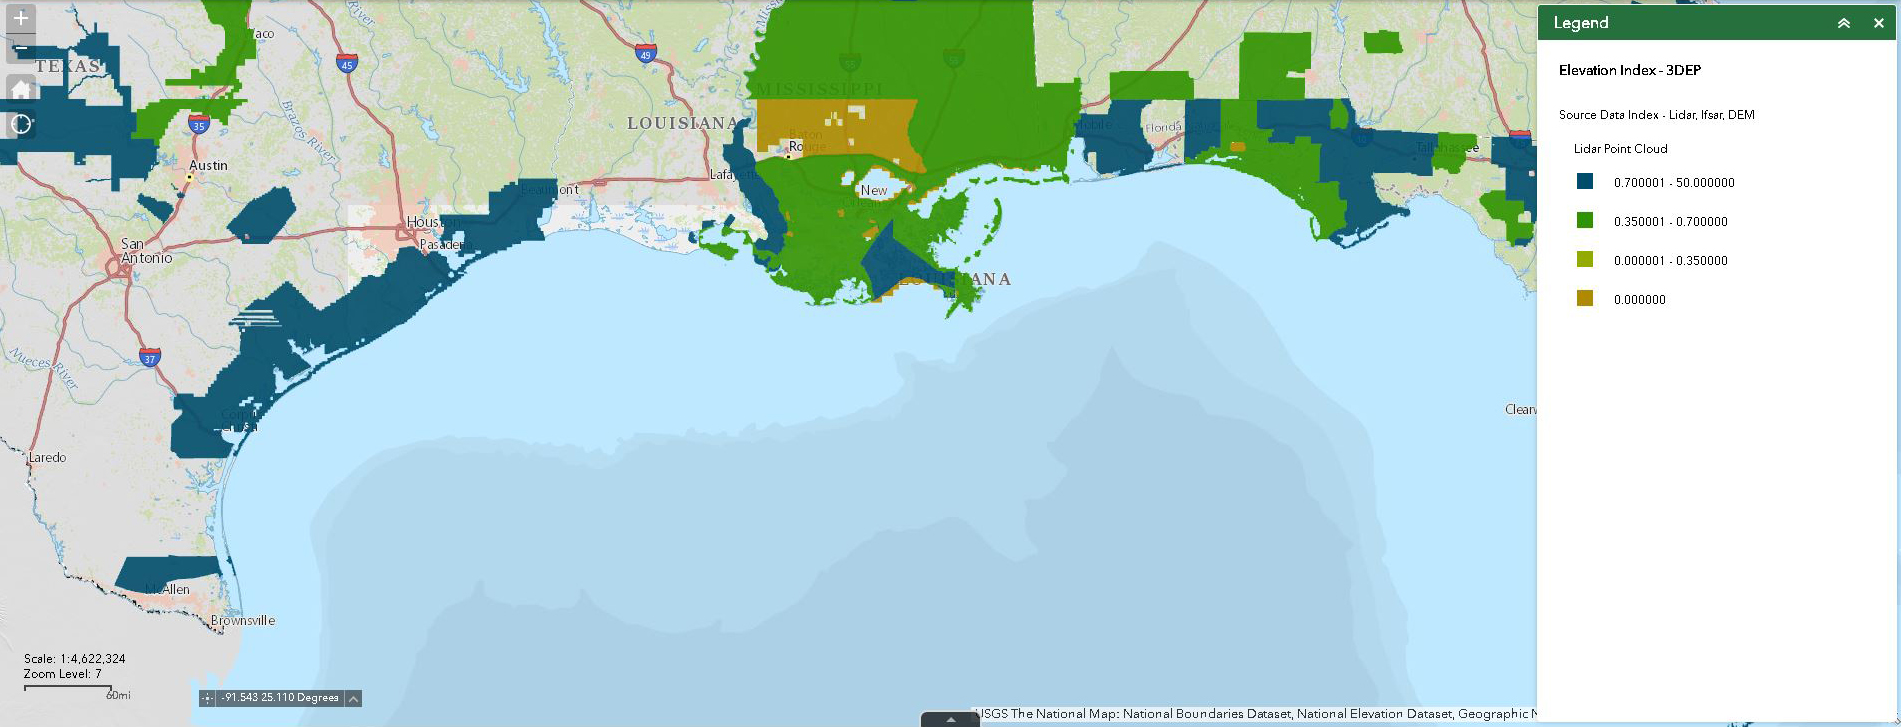 +
−
TEXAS
Waco
45
49
MISSISSIPPI
35
LOUISIANA
Baton
Rouge
Mobile
Florida
Tallahassee
Austin
Lafayette
Beaumont
New
Houston
Pasadena
San
Antonio
Brazos River
River
LOUISIANA
Nueces River
37
Corpus
Clearw
Laredo
McAllen
Brownsville
Scale: 1:4,622,324
Zoom Level: 7
60mi
-91.543 25.110 Degrees
USGS The National Map: National Boundaries Dataset, National Elevation Dataset, Geographic N
Legend
Elevation Index - 3DEP
Source Data Index - Lidar, Ifsar, DEM
Lidar Point Cloud
0.700001 - 50.000000
0.350001 - 0.700000
0.000001 - 0.350000
0.000000